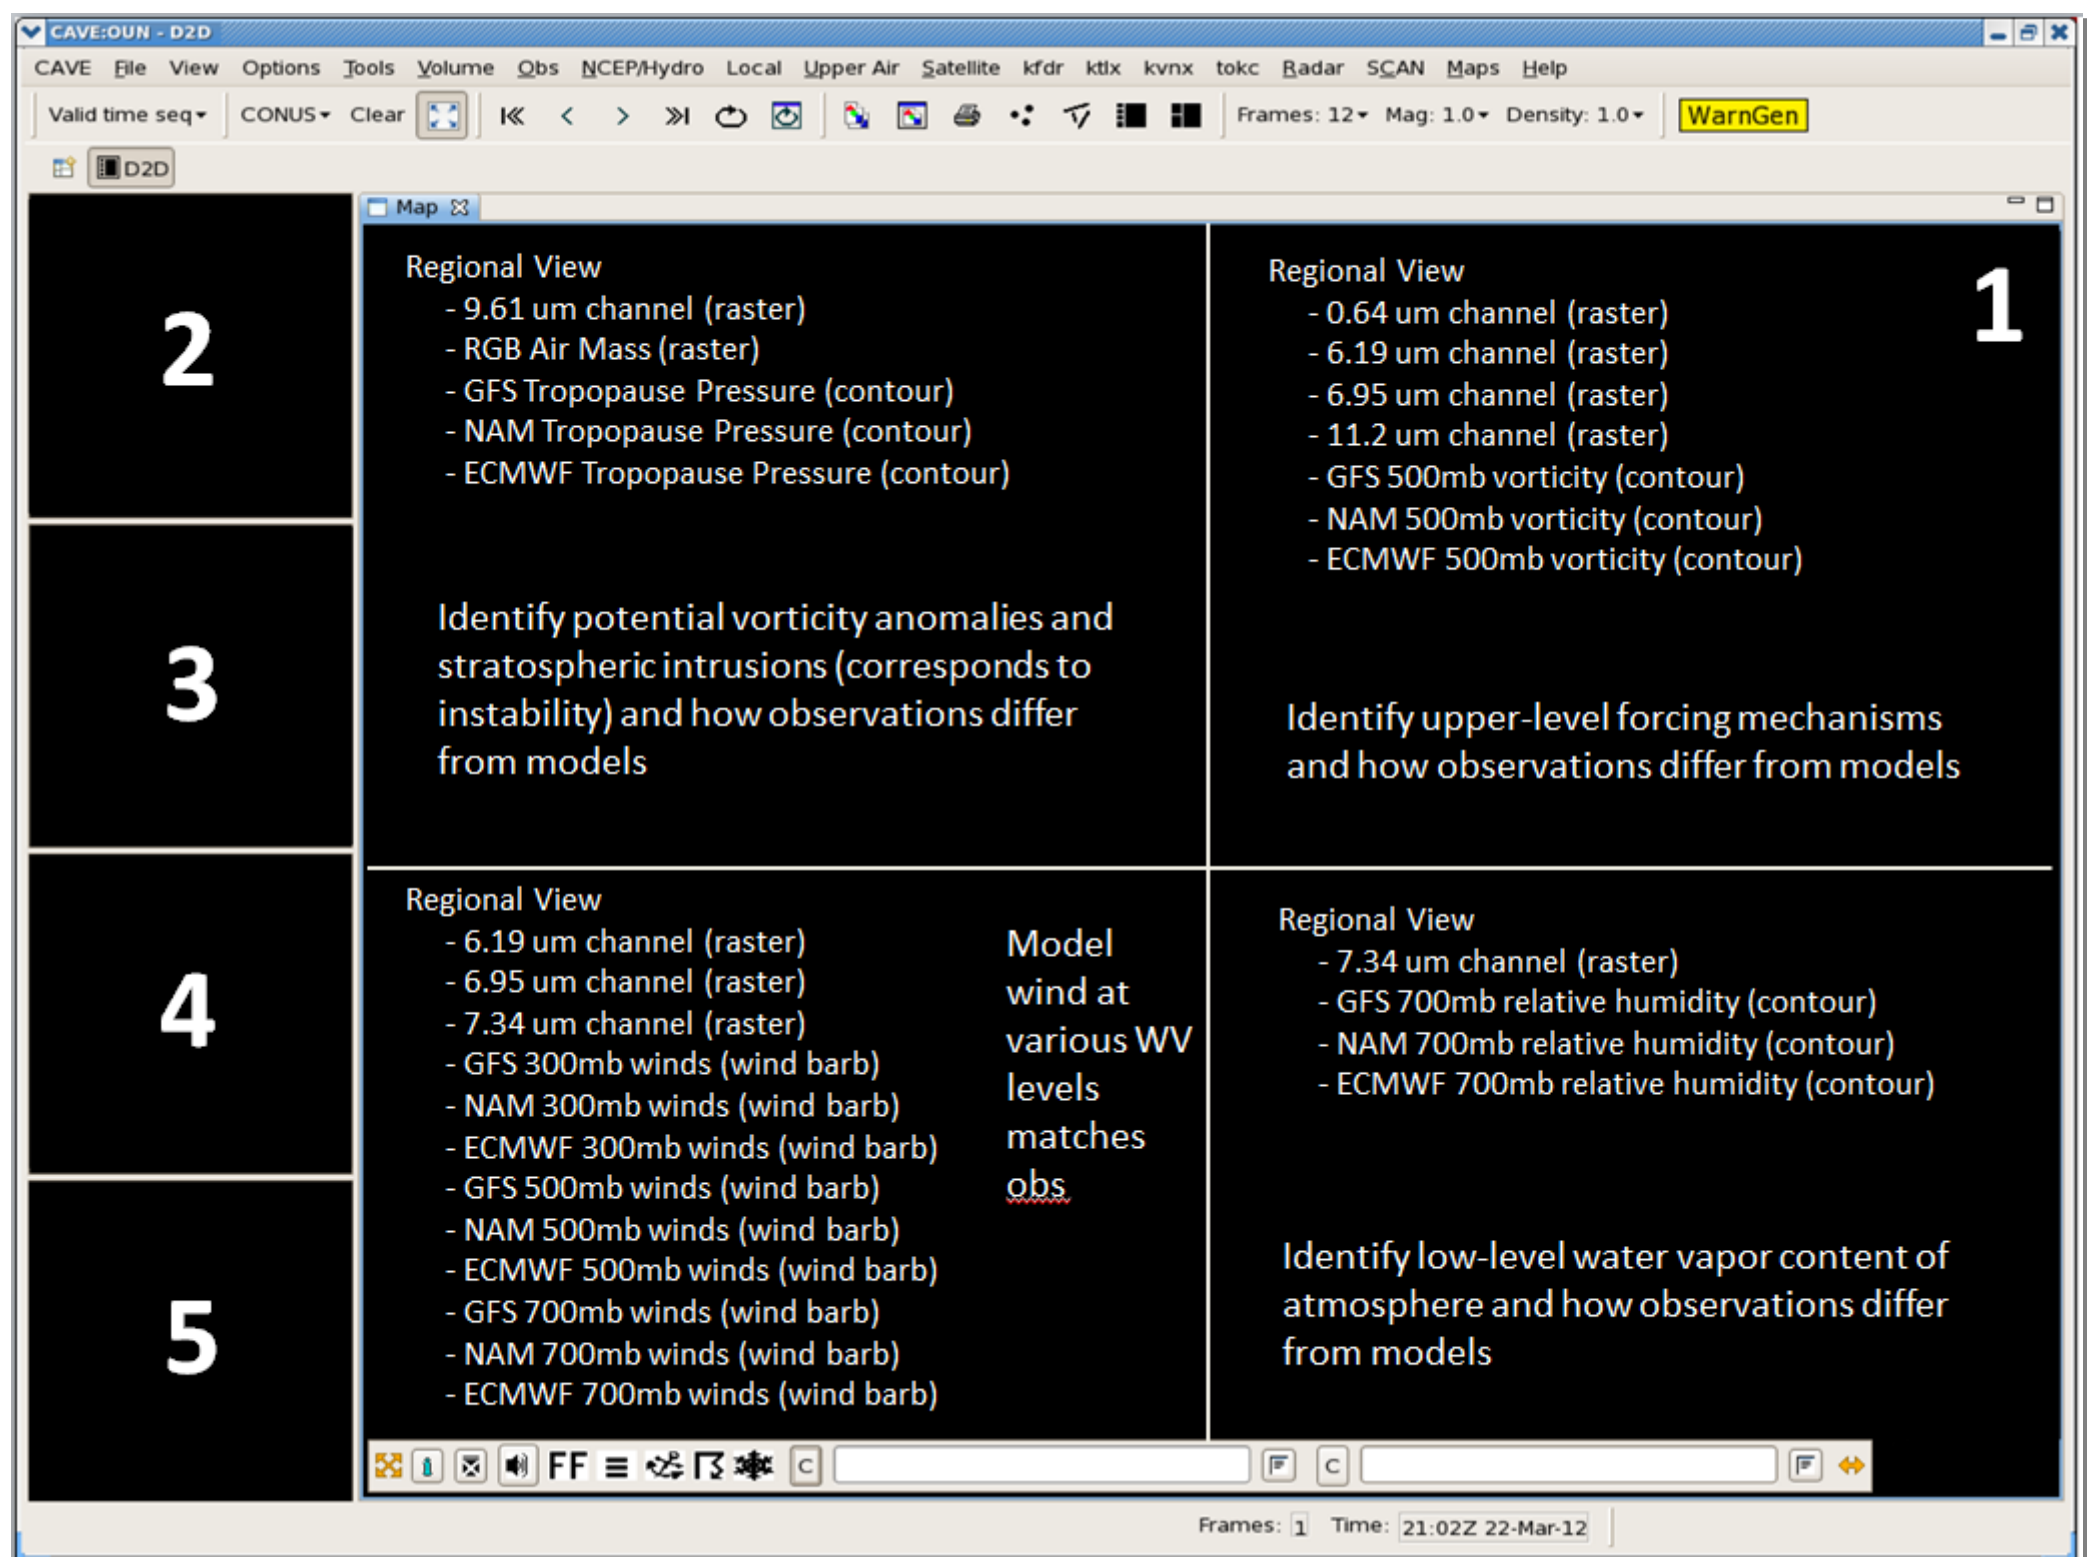 CAVE:OUN - D2D
CAVE File View Options Tools Volume Obs NCEP/Hydro Local Upper Air Satellite kfdr ktlx kvnx tokc Radar SCAN Maps Help
Valid time seq CONUS Clear Frames: 12 Mag: 1.0 Density: 1.0 WarnGen
D2D
Map
2
3
4
5
Regional View
- 9.61 um channel (raster)
- RGB Air Mass (raster)
- GFS Tropopause Pressure (contour)
- NAM Tropopause Pressure (contour)
- ECMWF Tropopause Pressure (contour)
Identify potential vorticity anomalies and
stratospheric intrusions (corresponds to
instability) and how observations differ
from models
1
Regional View
- 0.64 um channel (raster)
- 6.19 um channel (raster)
- 6.95 um channel (raster)
- 11.2 um channel (raster)
- GFS 500mb vorticity (contour)
- NAM 500mb vorticity (contour)
- ECMWF 500mb vorticity (contour)
Identify upper-level forcing mechanisms
and how observations differ from models
Regional View
- 6.19 um channel (raster)
- 6.95 um channel (raster)
- 7.34 um channel (raster)
- GFS 300mb winds (wind barb)
- NAM 300mb winds (wind barb)
- ECMWF 300mb winds (wind barb)
- GFS 500mb winds (wind barb)
- NAM 500mb winds (wind barb)
- ECMWF 500mb winds (wind barb)
- GFS 700mb winds (wind barb)
- NAM 700mb winds (wind barb)
- ECMWF 700mb winds (wind barb)
Model
wind at
various WV
levels
matches
obs
Regional View
- 7.34 um channel (raster)
- GFS 700mb relative humidity (contour)
- NAM 700mb relative humidity (contour)
- ECMWF 700mb relative humidity (contour)
Identify low-level water vapor content of
atmosphere and how observations differ
from models
FF C C
Frames: 1 Time: 21:02Z 22-Mar-12